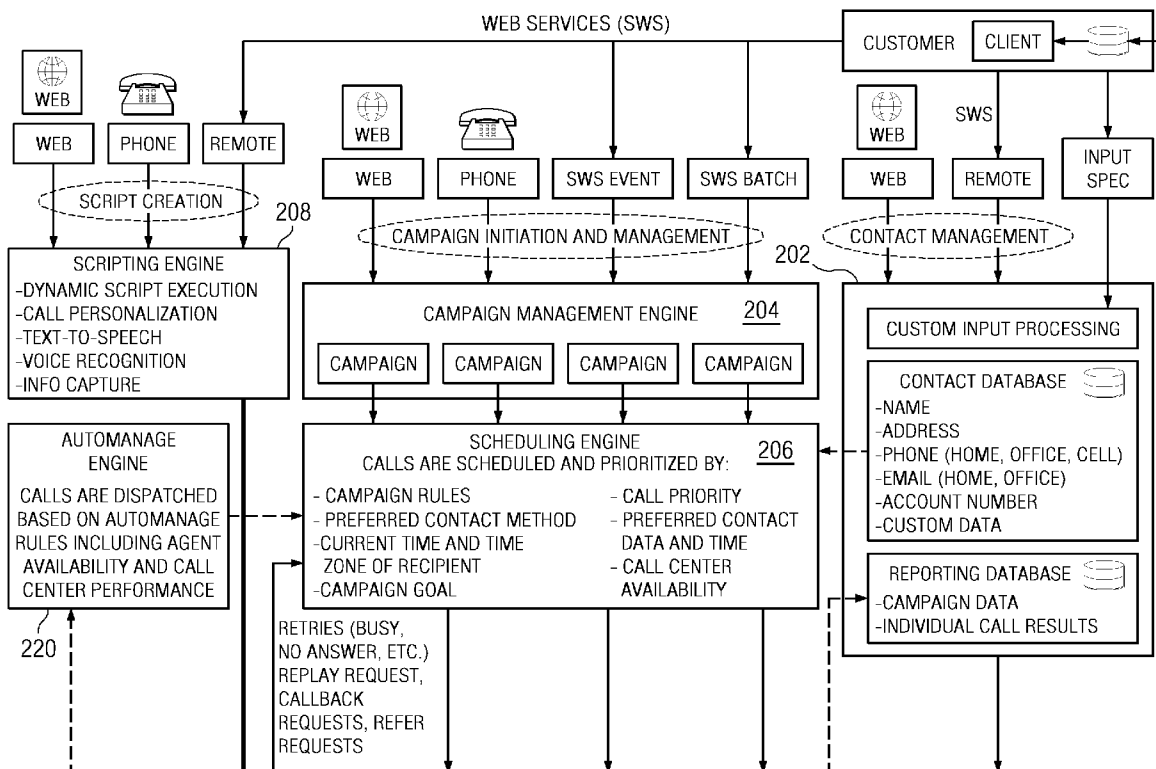 WEB SERVICES (SWS)
CUSTOMER
CLIENT
WEB
WEB
PHONE
REMOTE
SCRIPT CREATION
208
SCRIPTING ENGINE
-DYNAMIC SCRIPT EXECUTION
-CALL PERSONALIZATION
-TEXT-TO-SPEECH
-VOICE RECOGNITION
-INFO CAPTURE
WEB
WEB
PHONE
SWS EVENT
SWS BATCH
CAMPAIGN INITIATION AND MANAGEMENT
CAMPAIGN MANAGEMENT ENGINE
204
CAMPAIGN
CAMPAIGN
CAMPAIGN
CAMPAIGN
WEB
SWS
WEB
REMOTE
INPUT
SPEC
CONTACT MANAGEMENT
202
CUSTOM INPUT PROCESSING
CONTACT DATABASE
-NAME
-ADDRESS
-PHONE (HOME, OFFICE, CELL)
-EMAIL (HOME, OFFICE)
-ACCOUNT NUMBER
-CUSTOM DATA
REPORTING DATABASE
-CAMPAIGN DATA
-INDIVIDUAL CALL RESULTS
AUTOMANAGE
ENGINE
CALLS ARE DISPATCHED
BASED ON AUTOMANAGE
RULES INCLUDING AGENT
AVAILABILITY AND CALL
CENTER PERFORMANCE
220
SCHEDULING ENGINE
206
CALLS ARE SCHEDULED AND PRIORITIZED BY:
- CAMPAIGN RULES
- PREFERRED CONTACT METHOD
-CURRENT TIME AND TIME
ZONE OF RECIPIENT
-CAMPAIGN GOAL
- CALL PRIORITY
- PREFERRED CONTACT
DATA AND TIME
- CALL CENTER
AVAILABILITY
RETRIES (BUSY,
NO ANSWER, ETC.)
REPLAY REQUEST,
CALLBACK
REQUESTS, REFER
REQUESTS